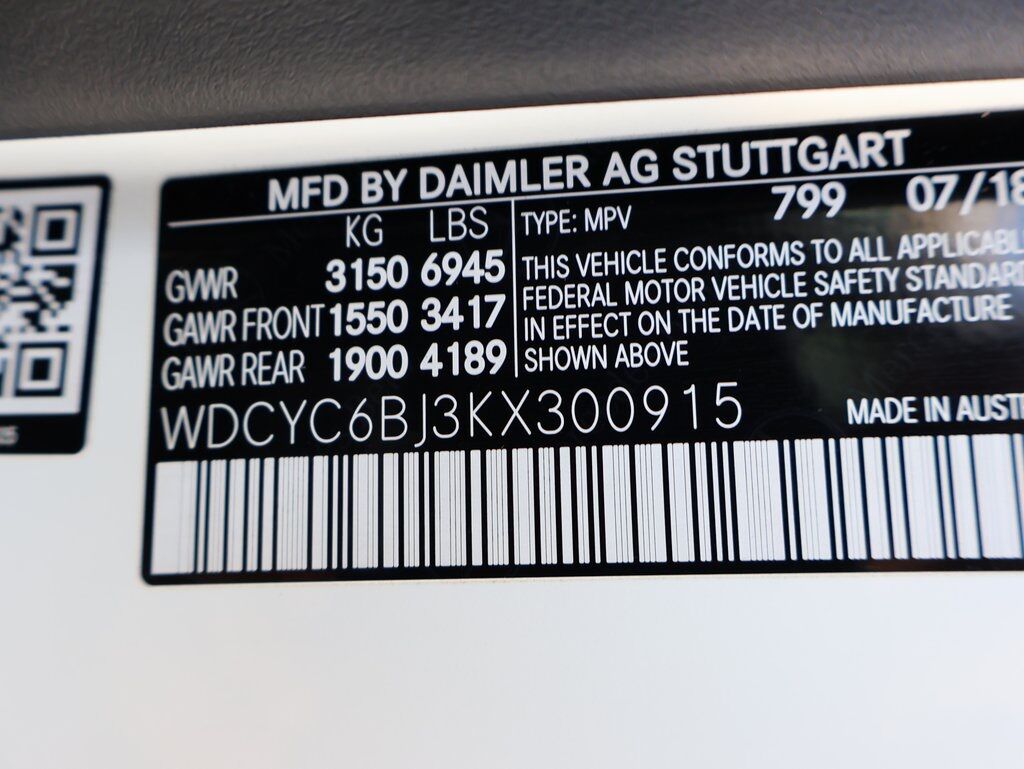 MFD BY DAIMLER AG STUTTGART
KG LBS
GVWR 3150 6945
GAWR FRONT 1550 3417
GAWR REAR 1900 4189
TYPE: MPV 799 07/18
THIS VEHICLE CONFORMS TO ALL APPLICABL
FEDERAL MOTOR VEHICLE SAFETY STANDARD
IN EFFECT ON THE DATE OF MANUFACTURE
SHOWN ABOVE
WDCYC6BJ3KX300915
MADE IN AUST